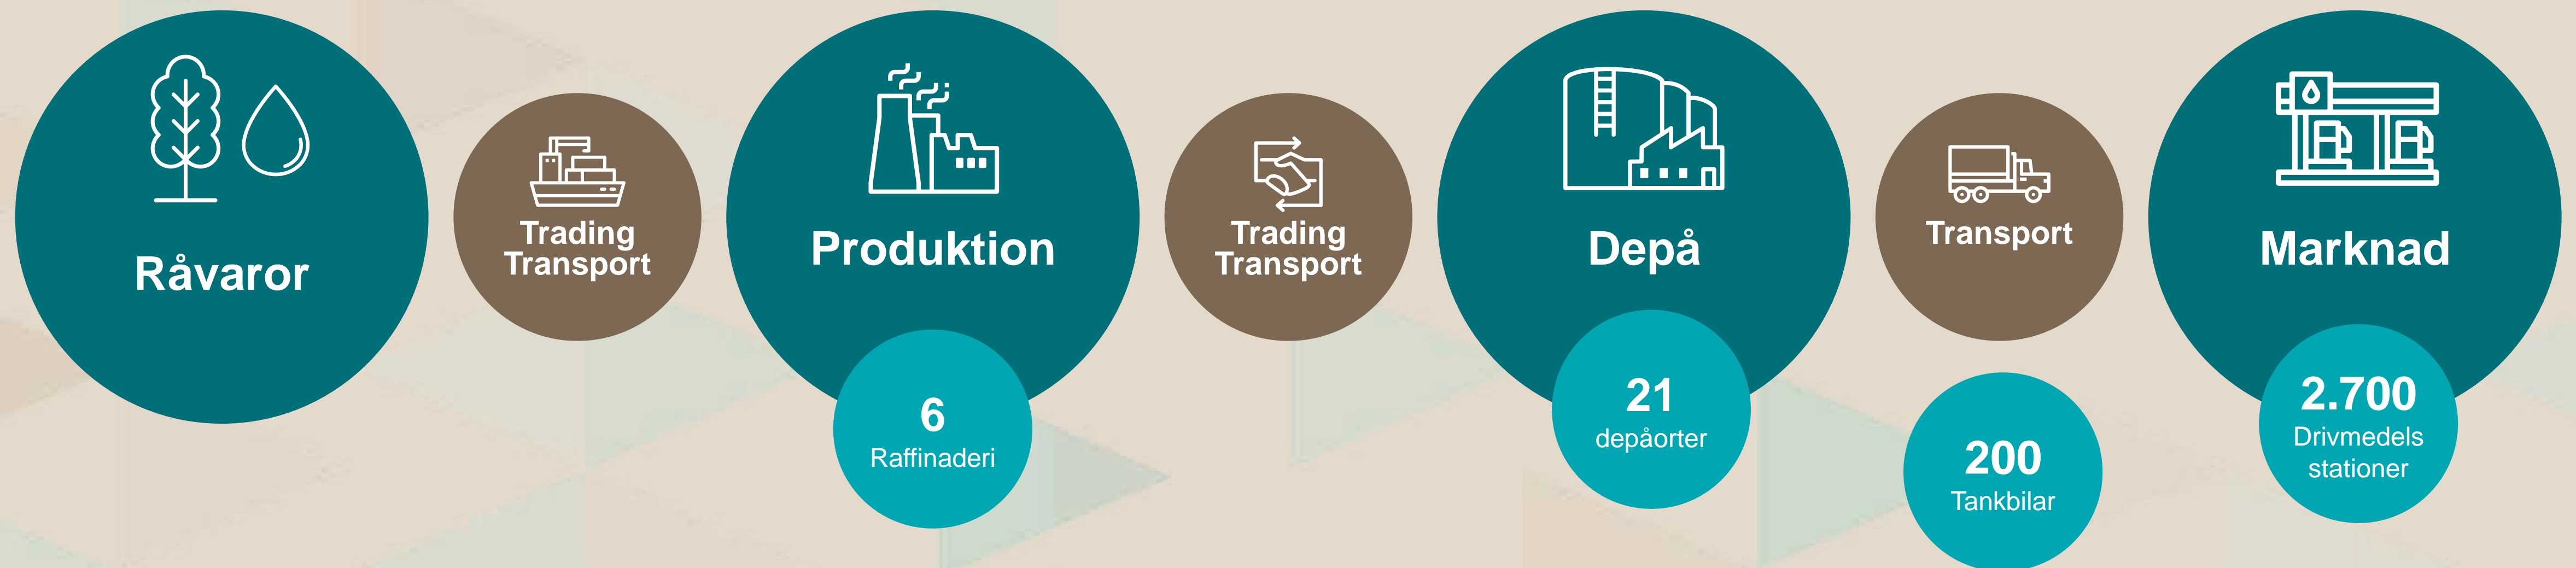 Råvaror
Trading
Transport
Produktion
6
Raffinaderi
Trading
Transport
Depå
21
depåorter
Transport
200
Tankbilar
Marknad
2.700
Drivmedels
stationer